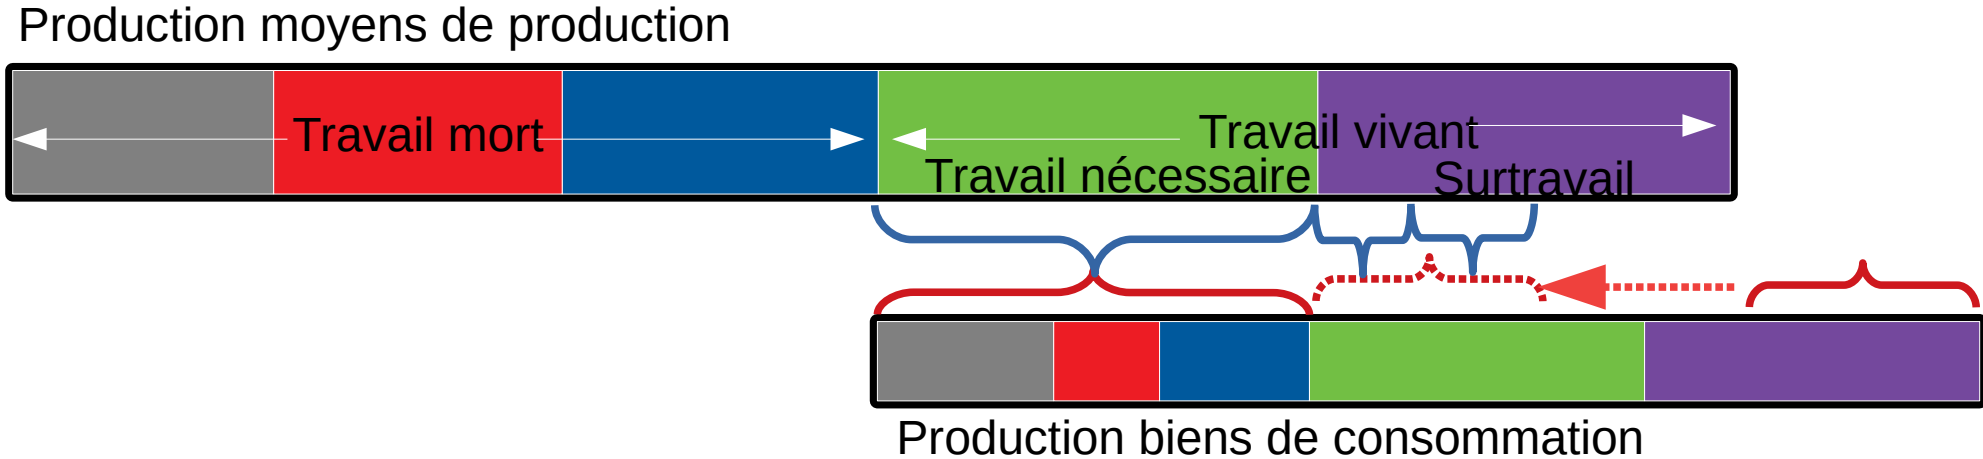 Production moyens de production
Travail mort
Travail vivant
Travail nécessaire
Surtravail
Production biens de consommation